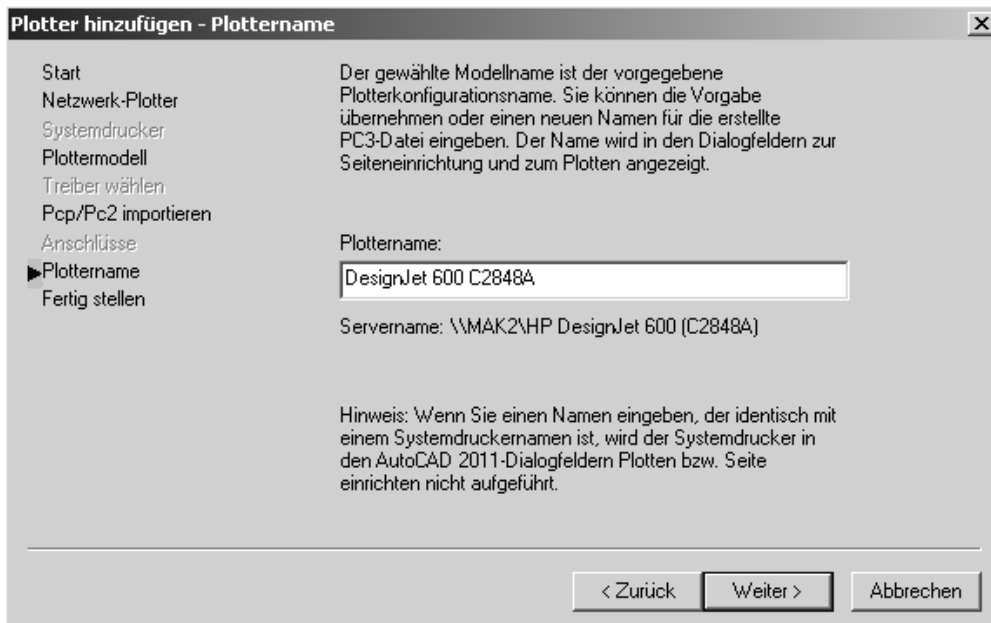 Plotter hinzufügen - Plottername
Start
Netzwerk-Plotter
Systemdrucker
Plottermodell
Treiber wählen
Pcp/Pc2 importieren
Anschlüsse
Plottername
Fertig stellen
Der gewählte Modellname ist der vorgegebene
Plotterkonfigurationsname. Sie können die Vorgabe
übernehmen oder einen neuen Namen für die erstellte
PC3-Datei eingeben. Der Name wird in den Dialogfeldern zur
Seiteneinrichtung und zum Plotten angezeigt.
Plottername:
DesignJet 600 C2848A
Servername: \\MAK2\HP DesignJet 600 (C2848A)
Hinweis: Wenn Sie einen Namen eingeben, der identisch mit
einem Systemdruckernamen ist, wird der Systemdrucker in
den AutoCAD 2011-Dialogfeldern Plotten bzw. Seite
einrichten nicht aufgeführt.
< Zurück
Weiter >
Abbrechen